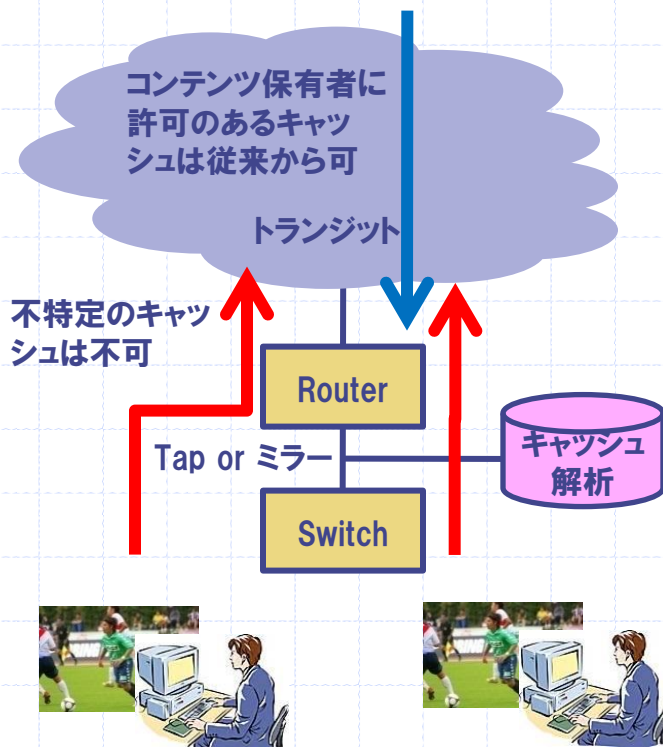 コンテンツ保有者に
許可のあるキャッ
シュは従来から可
トランジット
不特定のキャッ
シュは不可
Router
Tap or ミラー
キャッシュ
解析
Switch